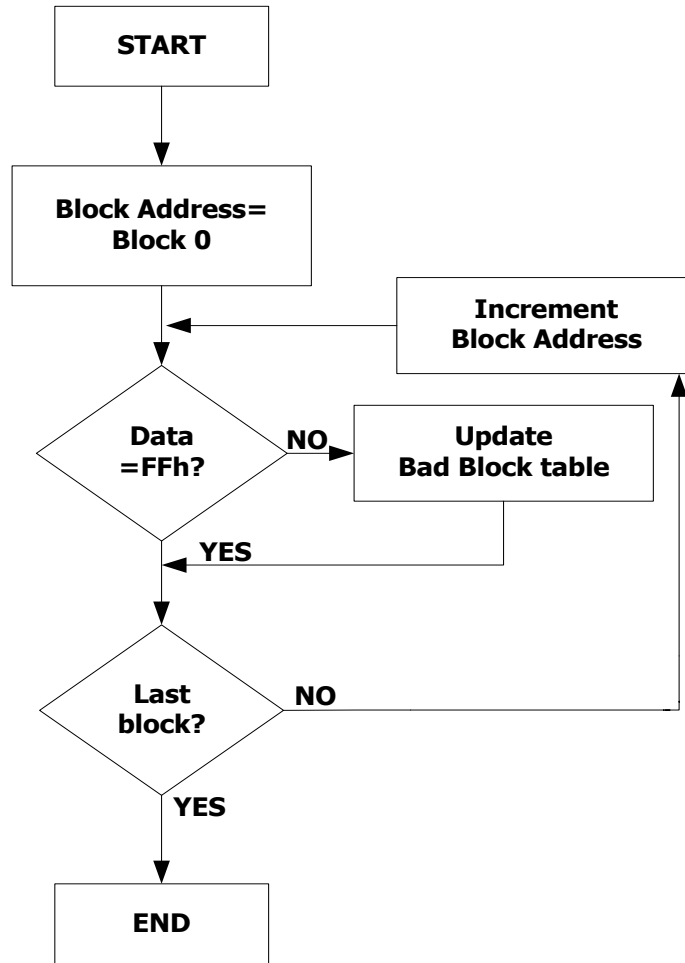 START
Block Address=
Block 0
Increment
Block Address
Data
=FFh?
NO
Update
Bad Block table
YES
Last
block?
NO
YES
END